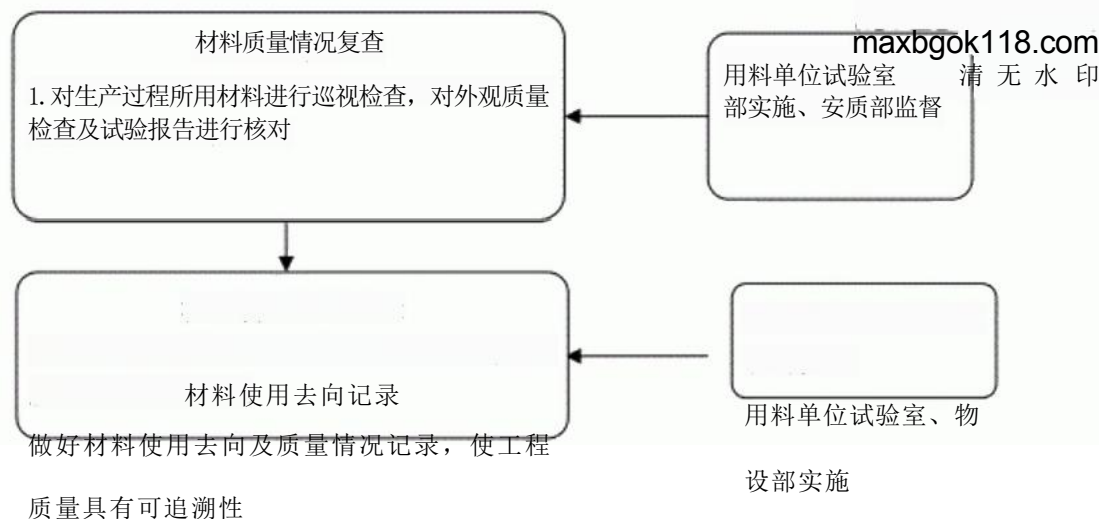 材料质量情况复查
1. 对生产过程所用材料进行巡视检查，对外观质量
检查及试验报告进行核对
maxbgok118.com
用料单位试验室 清 无 水 印
部实施、安质部监督
材料使用去向记录
做好材料使用去向及质量情况记录，使工程
质量具有可追溯性
用料单位试验室、物
设部实施